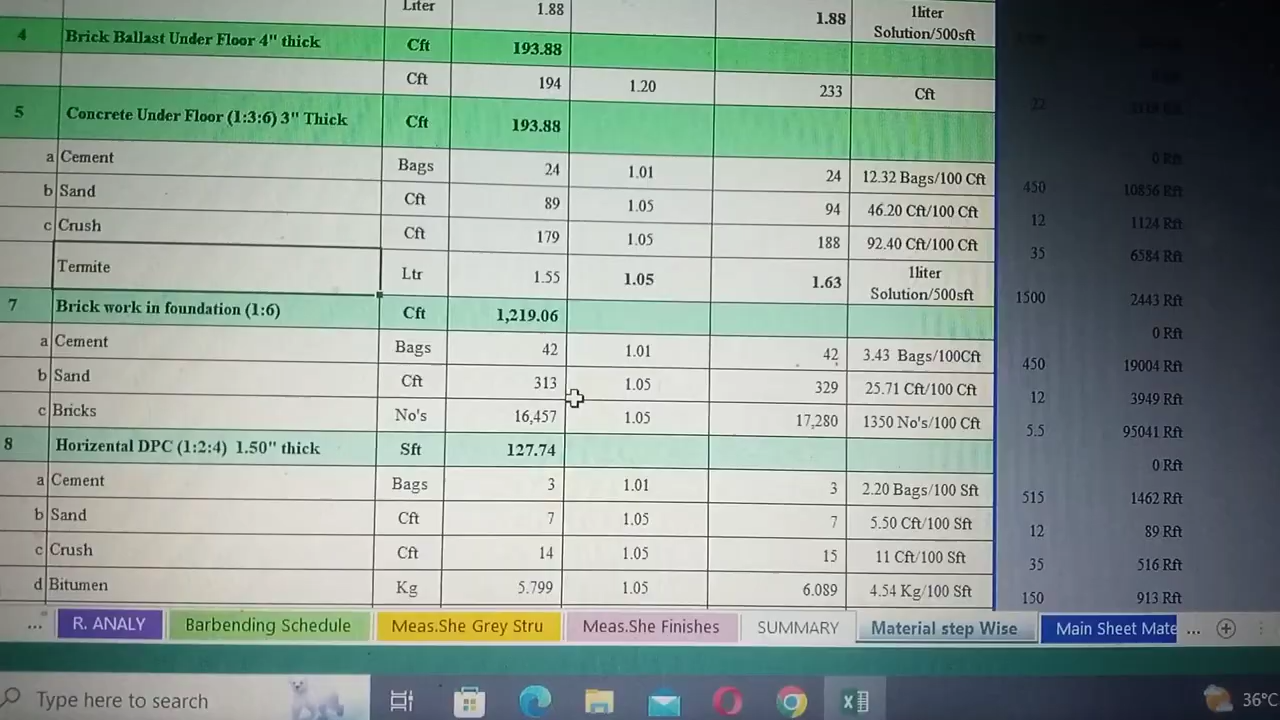 Liter 1.88 1.88 1liter Solution/500sft
4 Brick Ballast Under Floor 4" thick Cft 193.88
Cft 194 1.20 233 Cft
22
5 Concrete Under Floor (1:3:6) 3" Thick Cft 193.88
0 Rft
a Cement Bags 24 1.01 24 12.32 Bags/100 Cft 450 10856 Rft
b Sand Cft 89 1.05 94 46.20 Cft/100 Cft 12 1124 Rft
c Crush Cft 179 1.05 188 92.40 Cft/100 Cft 35 6584 Rft
Termite Ltr 1.55 1.05 1.63 1liter Solution/500sft 1500 2443 Rft
7 Brick work in foundation (1:6) Cft 1,219.06 0 Rft
a Cement Bags 42 1.01 42 3.43 Bags/100Cft 450 19004 Rft
b Sand Cft 313 1.05 329 25.71 Cft/100 Cft 12 3949 Rft
c Bricks No's 16,457 1.05 17,280 1350 No's/100 Cft 5.5 95041 Rft
8 Horizental DPC (1:2:4) 1.50" thick Sft 127.74 0 Rft
a Cement Bags 3 1.01 3 2.20 Bags/100 Sft 515 1462 Rft
b Sand Cft 7 1.05 7 5.50 Cft/100 Sft 12 89 Rft
c Crush Cft 14 1.05 15 11 Cft/100 Sft 35 516 Rft
d Bitumen Kg 5.799 1.05 6.089 4.54 Kg/100 Sft 150 913 Rft
... R. ANALY Barbending Schedule Meas.She Grey Stru Meas.She Finishes SUMMARY Material step Wise Main Sheet Mate ...
Type here to search 36°C